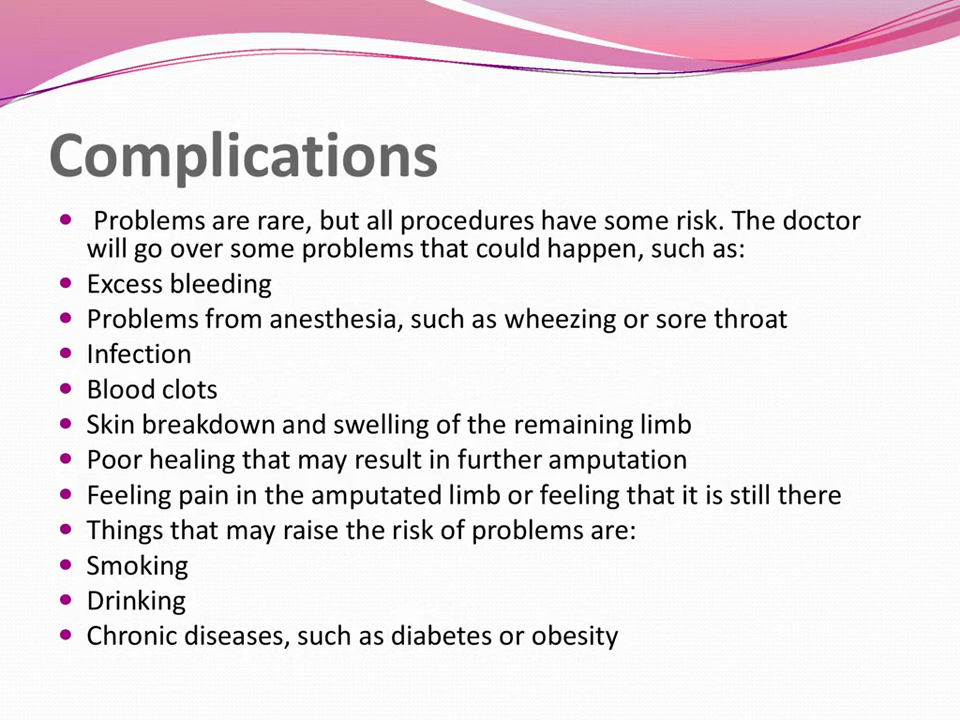 Complications
• Problems are rare, but all procedures have some risk. The doctor
will go over some problems that could happen, such as:
• Excess bleeding
• Problems from anesthesia, such as wheezing or sore throat
• Infection
• Blood clots
• Skin breakdown and swelling of the remaining limb
• Poor healing that may result in further amputation
• Feeling pain in the amputated limb or feeling that it is still there
• Things that may raise the risk of problems are:
• Smoking
• Drinking
• Chronic diseases, such as diabetes or obesity